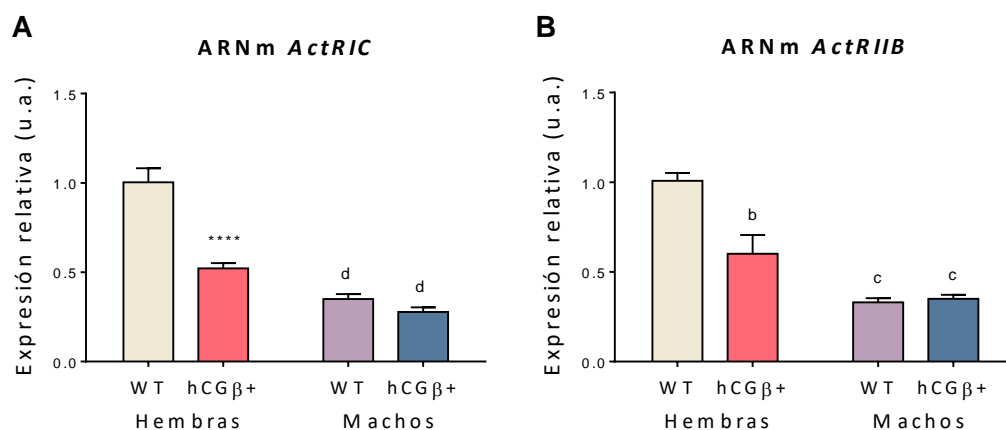 A
ARNm ActRIC
Expresión relativa (u.a.)
1.5
1.0
0.5
0.0
****
d
d
WT hCGβ+ WT hCGβ+
Hembras Machos
B
ARNm ActRIIB
Expresión relativa (u.a.)
1.5
1.0
0.5
0.0
b
c
c
WT hCGβ+ WT hCGβ+
Hembras Machos